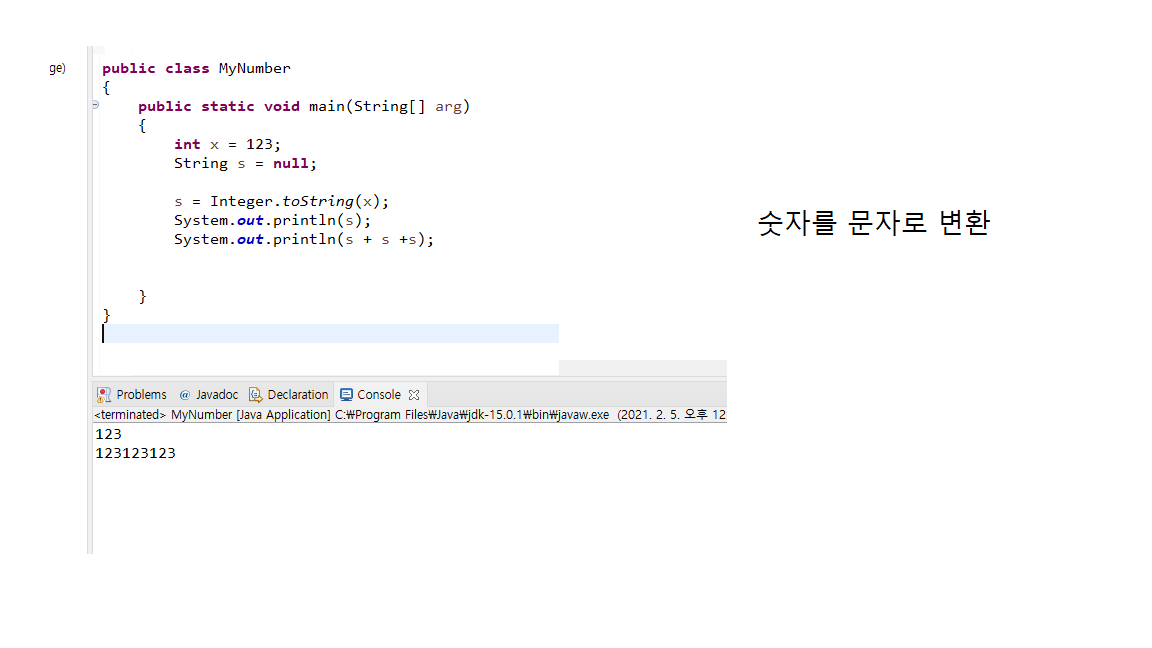 ge)
public class MyNumber
{
public static void main(String[] arg)
{
int x = 123;
String s = null;
s = Integer.toString(x);
System.out.println(s);
System.out.println(s + s +s);
}
}
숫자를 문자로 변환
Problems @ Javadoc Declaration Console
<terminated> MyNumber [Java Application] C:₩Program Files₩Java₩jdk-15.0.1₩bin₩javaw.exe (2021. 2. 5. 오후 12
123
123123123